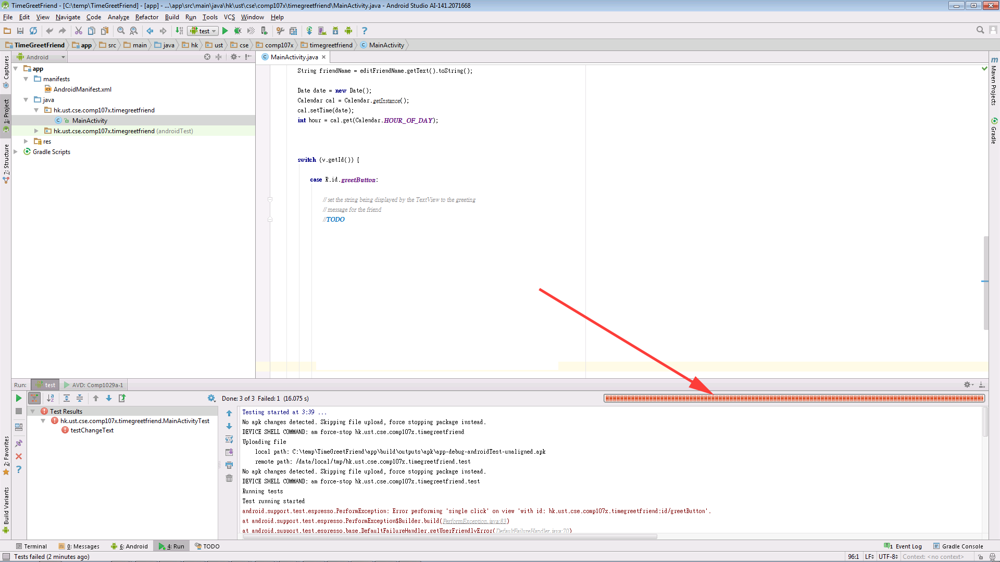 TimeGreetFriend - [C:\temp\TimeGreetFriend] - [app] - ...\app\src\main\java\hk\ust\cse\comp107x\timegreetfriend\MainActivity.java - Android Studio AI-141.2071668
File Edit View Navigate Code Analyze Refactor Build Run Tools VCS Window Help
test
TimeGreetFriend app src main java hk ust cse comp107x timegreetfriend MainActivity
Captures
1: Project
7: Structure
2: Favorites
Build Variants
Android
app
manifests
AndroidManifest.xml
java
hk.ust.cse.comp107x.timegreetfriend
MainActivity
hk.ust.cse.comp107x.timegreetfriend (androidTest)
res
Gradle Scripts
MainActivity.java
String friendName = editFriendName.getText().toString();
Date date = new Date();
Calendar cal = Calendar.getInstance();
cal.setTime(date);
int hour = cal.get(Calendar.HOUR_OF_DAY);
switch (v.getId()) {
case R.id.greetButton:
// set the string being displayed by the TextView to the greeting
// message for the friend
//TODO
Maven Projects
Gradle
Run: test AVD: Comp1029a-1
Done: 3 of 3 Failed: 1 (16.075 s)
Test Results
hk.ust.cse.comp107x.timegreetfriend.MainActivityTest
testChangeText
Testing started at 3:39 ...
No apk changes detected. Skipping file upload, force stopping package instead.
DEVICE SHELL COMMAND: am force-stop hk.ust.cse.comp107x.timegreetfriend
Uploading file
local path: C:\temp\TimeGreetFriend\app\build\outputs\apk\app-debug-androidTest-unaligned.apk
remote path: /data/local/tmp/hk.ust.cse.comp107x.timegreetfriend.test
No apk changes detected. Skipping file upload, force stopping package instead.
DEVICE SHELL COMMAND: am force-stop hk.ust.cse.comp107x.timegreetfriend.test
Running tests
Test running started
android.support.test.espresso.PerformException: Error performing 'single click' on view 'with id: hk.ust.cse.comp107x.timegreetfriend:id/greetButton'.
at android.support.test.espresso.PerformException$Builder.build(PerformException.java:83)
at android.support.test.espresso.base.DefaultFailureHandler.getUserFriendlyError(DefaultFailureHandler.java:70)
Terminal 0: Messages 6: Android 4: Run TODO 1 Event Log Gradle Console
Tests failed (2 minutes ago) 96:1 LF UTF-8 Context: <no context>